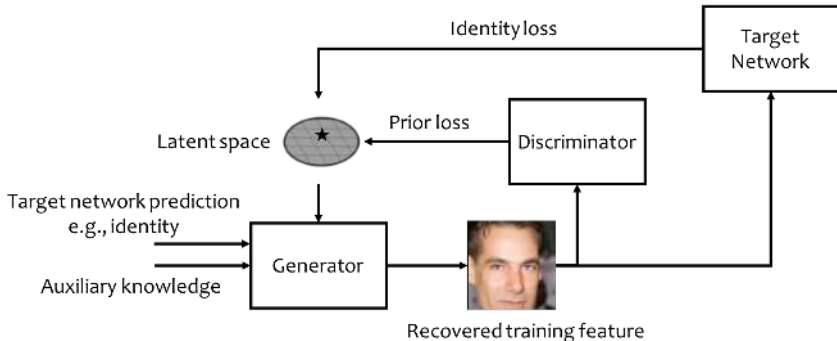 Identity loss
Target
Network
Prior loss
Discriminator
Latent space
Target network prediction
e.g., identity
Generator
Auxiliary knowledge
Recovered training feature